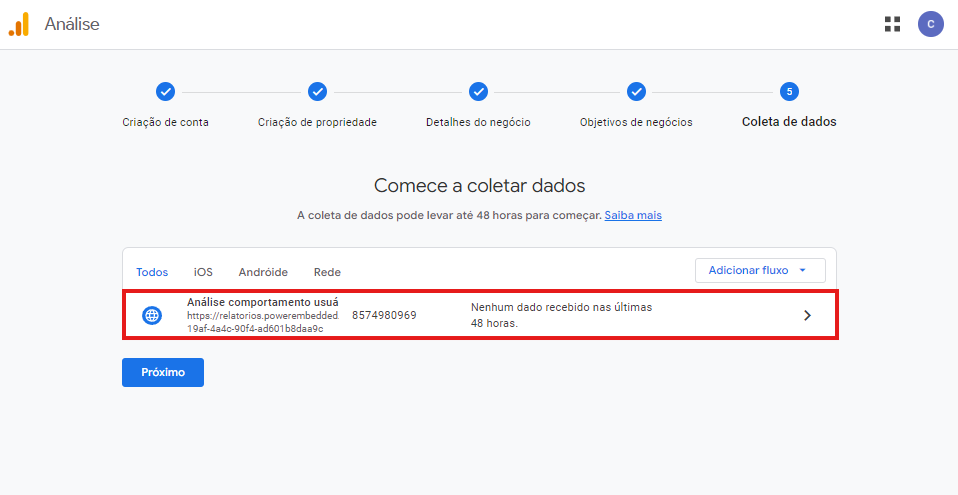 Análise
C
5
Criação de conta
Criação de propriedade
Detalhes do negócio
Objetivos de negócios
Coleta de dados
Comece a coletar dados
A coleta de dados pode levar até 48 horas para começar. Saiba mais
Todos
iOS
Andróide
Rede
Adicionar fluxo
Análise comportamento usuá
https://relatorios.powerembedded.
19af-4a4c-90f4-ad601b8daa9c
8574980969
Nenhum dado recebido nas últimas
48 horas.
Próximo